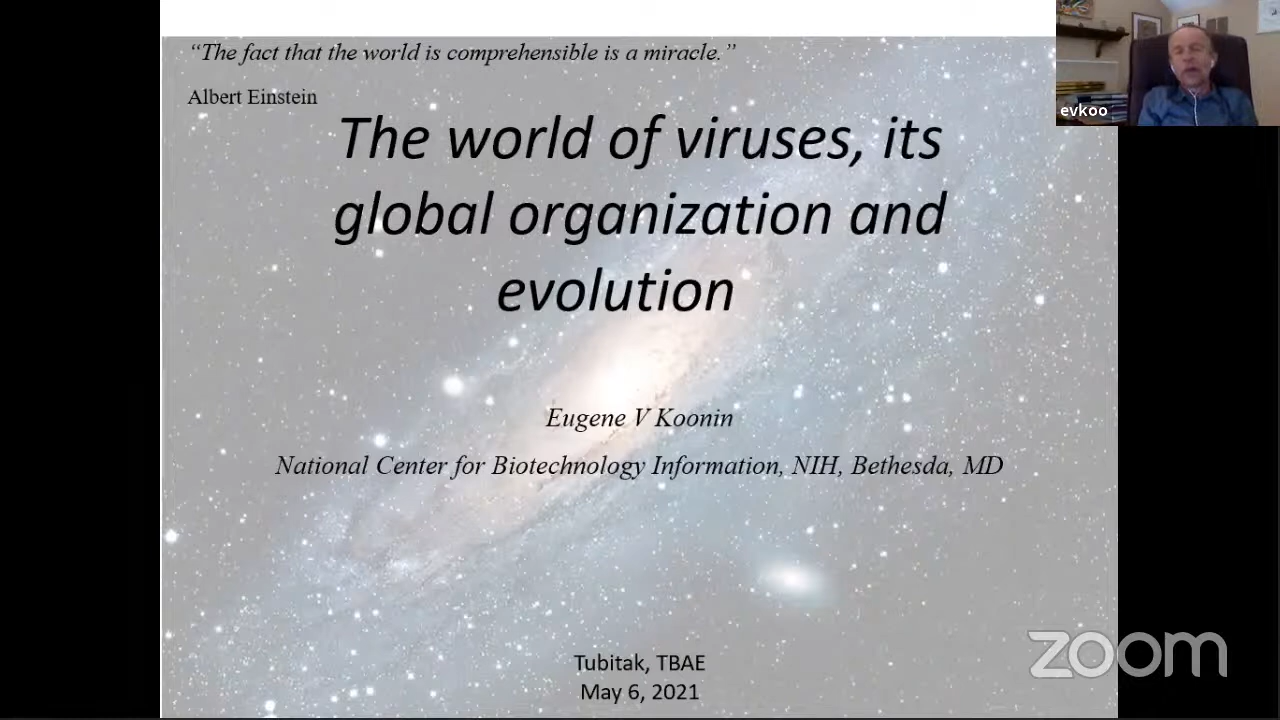 “The fact that the world is comprehensible is a miracle.”
Albert Einstein
The world of viruses, its
global organization and
evolution
Eugene V Koonin
National Center for Biotechnology Information, NIH, Bethesda, MD
Tubitak, TBAE
May 6, 2021
evkoo
zoom